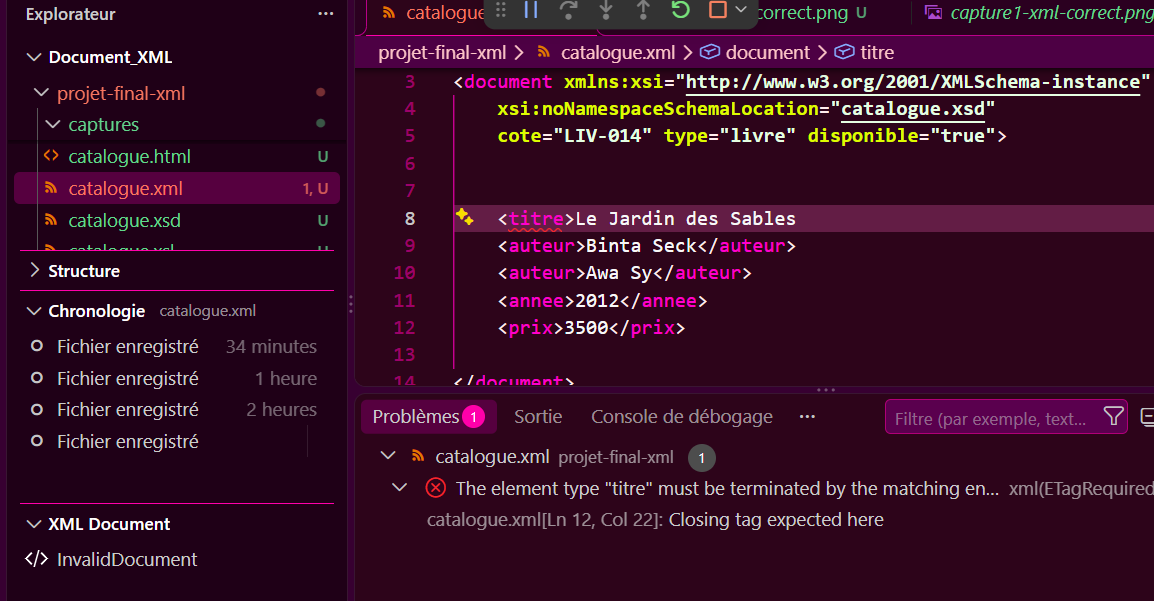 Explorateur ···
Document_XML
projet-final-xml
captures
catalogue.html U
catalogue.xml 1, U
catalogue.xsd U
Structure
Chronologie catalogue.xml
Fichier enregistré 34 minutes
Fichier enregistré 1 heure
Fichier enregistré 2 heures
Fichier enregistré
XML Document
InvalidDocument
catalogue
correct.png U
capture1-xml-correct.png
projet-final-xml > catalogue.xml > document > titre
3 <document xmlns:xsi="http://www.w3.org/2001/XMLSchema-instance"
4 xsi:noNamespaceSchemaLocation="catalogue.xsd"
5 cote="LIV-014" type="livre" disponible="true">
6
7
8 <titre>Le Jardin des Sables
9 <auteur>Binta Seck</auteur>
10 <auteur>Awa Sy</auteur>
11 <annee>2012</annee>
12 <prix>3500</prix>
13
14 </document>
Problèmes 1 Sortie Console de débogage ··· Filtre (par exemple, text...
catalogue.xml projet-final-xml 1
The element type "titre" must be terminated by the matching en... xml(ETagRequired
catalogue.xml[Ln 12, Col 22]: Closing tag expected here